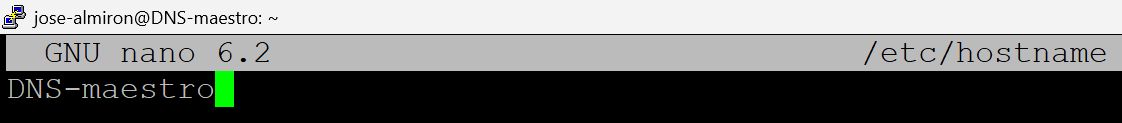 jose-almiron@DNS-maestro: ~
GNU nano 6.2 /etc/hostname
DNS-maestro